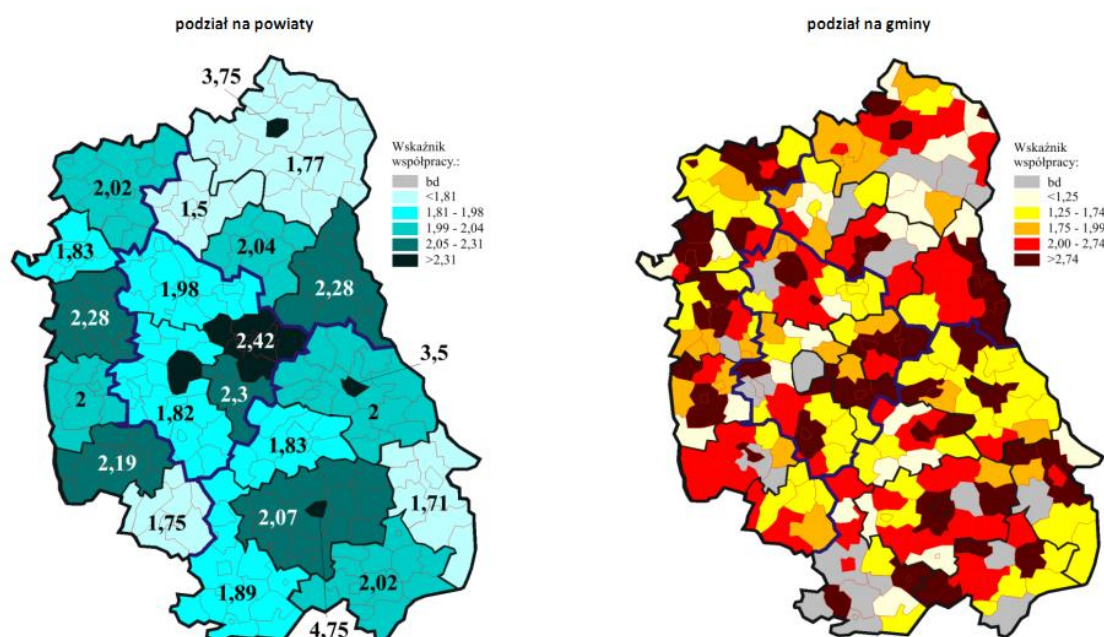 podział na powiaty
podział na gminy
3,75
Wskaźnik
współpracy.:
bd
<1,81
1,81 - 1,98
1,99 - 2,04
2,05 - 2,31
>2,31
1,77
2,02
1,5
1,83
2,04
1,98
2,28
2,28
2,42
3,5
2,3
2
2
1,82
1,83
2,19
1,71
1,75
2,07
2,02
1,89
4,75
Wskaźnik
współpracy:
bd
<1,25
1,25 - 1,74
1,75 - 1,99
2,00 - 2,74
>2,74